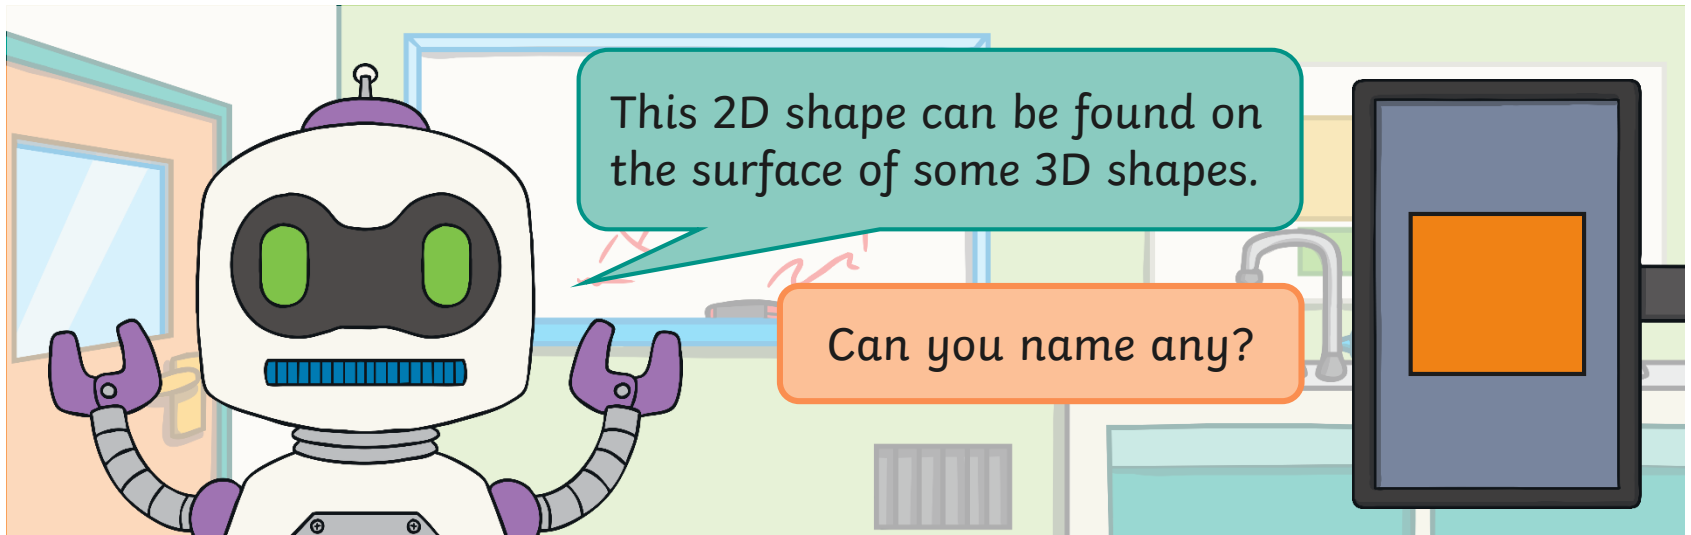 This 2D shape can be found on
the surface of some 3D shapes.
Can you name any?